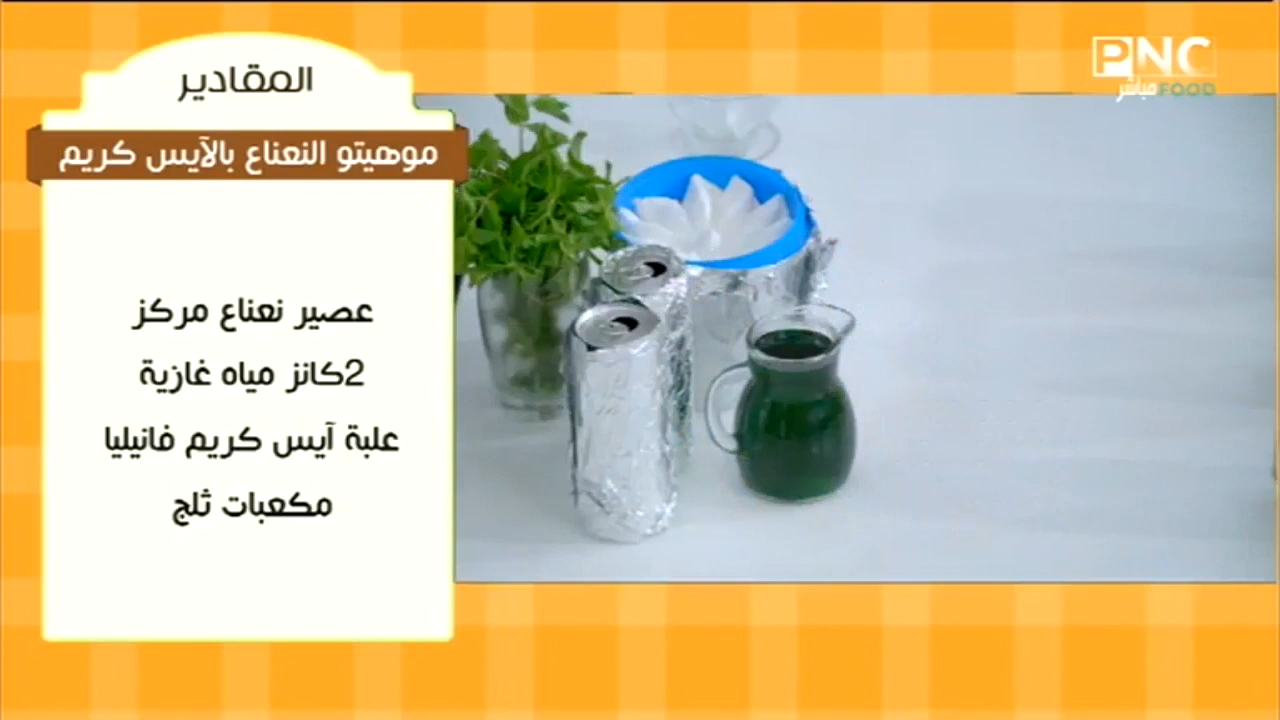 المقادير
موهيتو النعناع بالآيس كريم
عصير نعناع مركز
2كانز مياه غازية
علبة آيس كريم فانيليا
مكعبات ثلج
PNC
FOOD مباشر